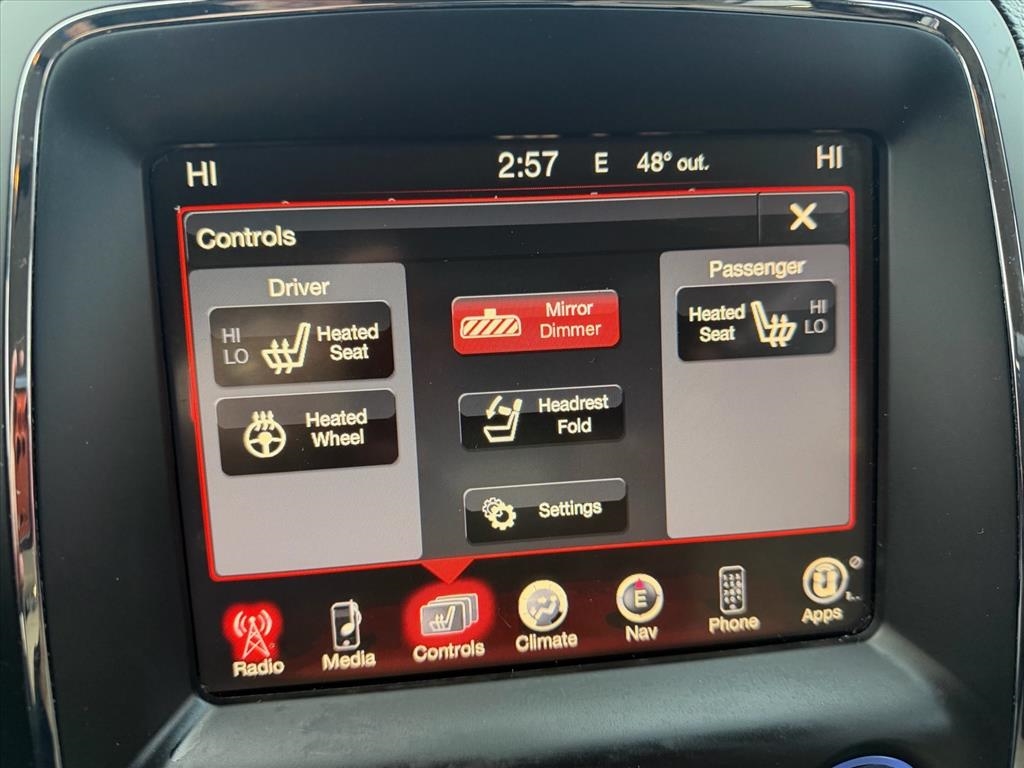 HI 2:57 E 48° out. HI
Controls X
Driver
Passenger
HI
LO
Heated
Seat
Mirror
Dimmer
Heated
Seat
HI
LO
Heated
Wheel
Headrest
Fold
Settings
E
Radio Media Controls Climate Nav Phone Apps